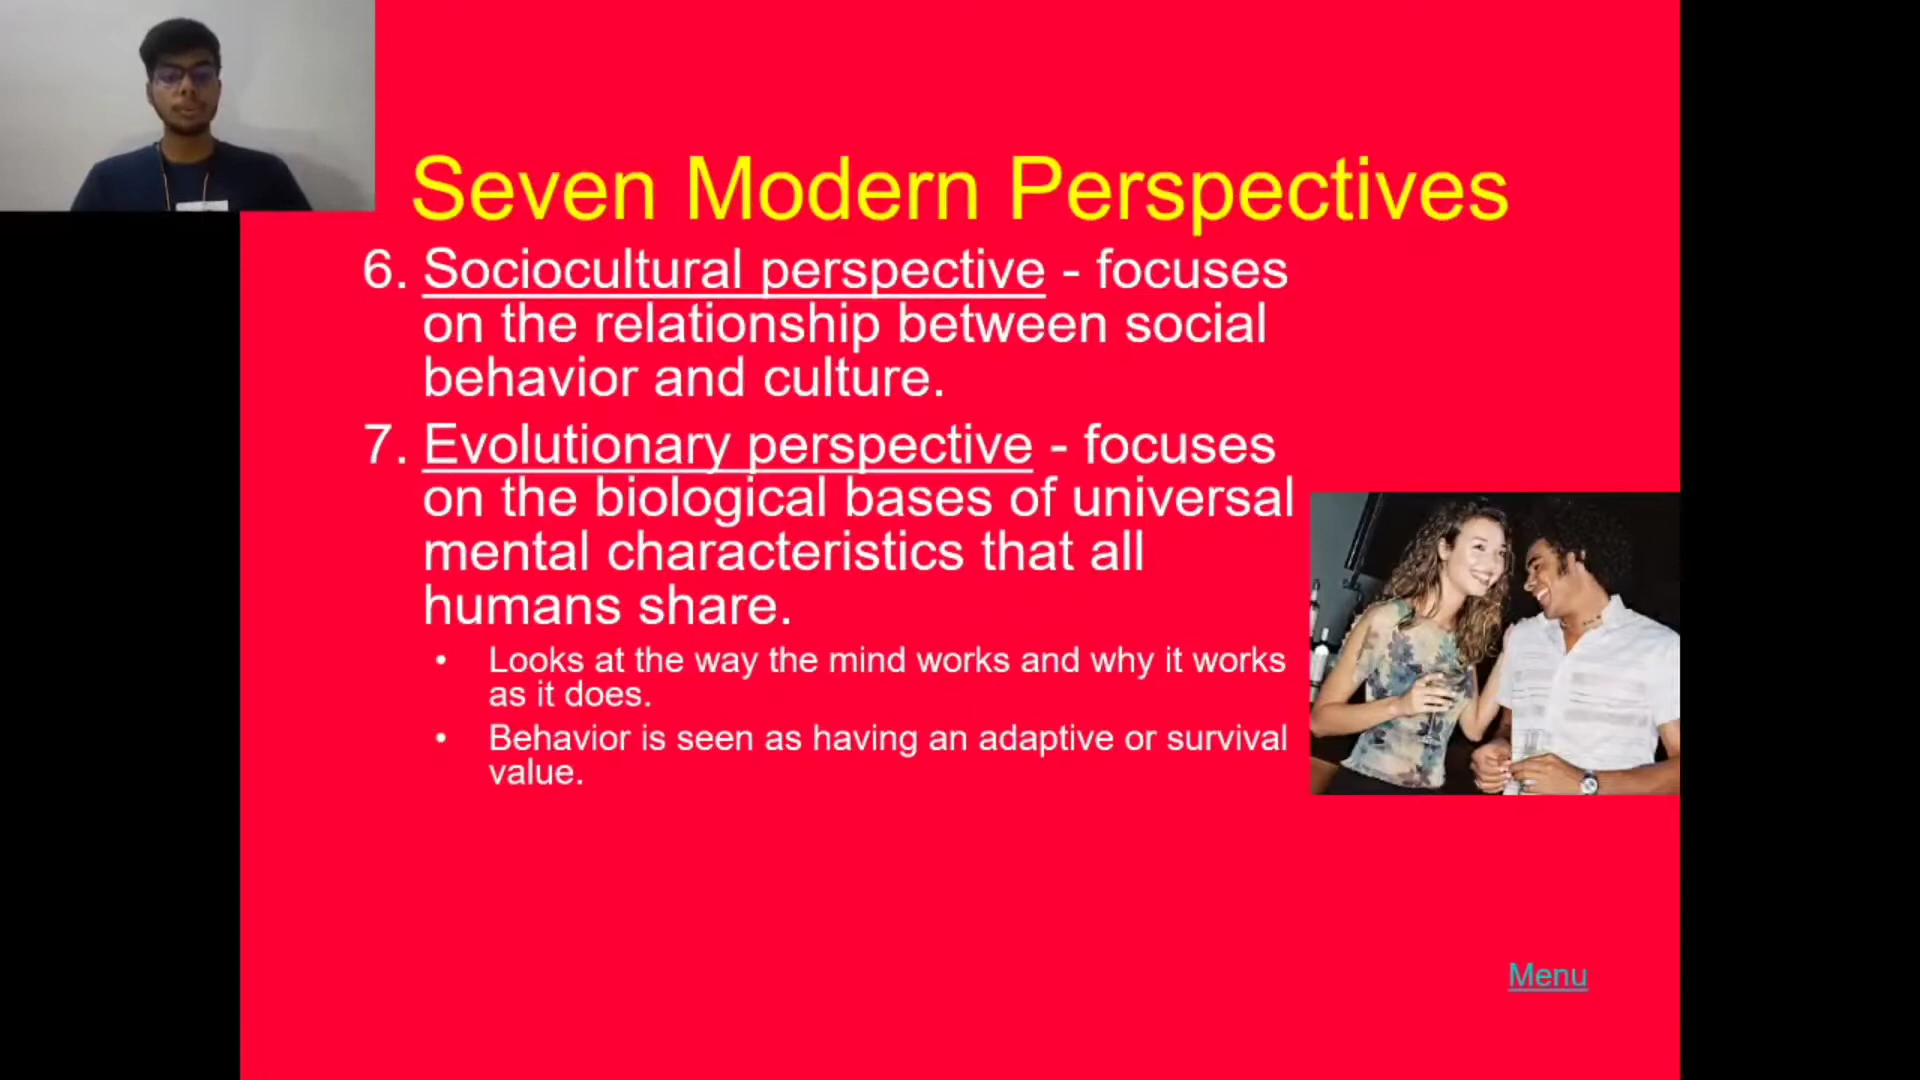 Seven Modern Perspectives
6. Sociocultural perspective - focuses
on the relationship between social
behavior and culture.
7. Evolutionary perspective - focuses
on the biological bases of universal
mental characteristics that all
humans share.
• Looks at the way the mind works and why it works
as it does.
• Behavior is seen as having an adaptive or survival
value.
Menu